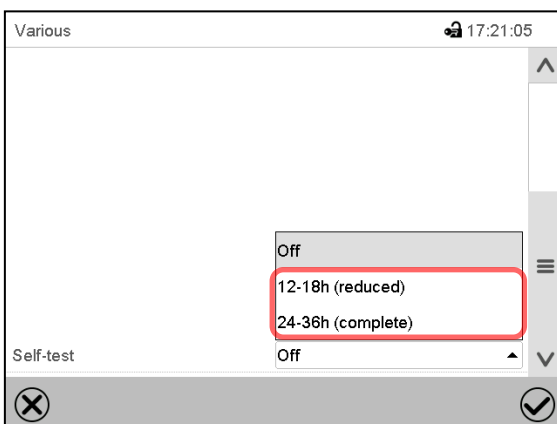 Various 17:21:05
Off
12-18h (reduced)
24-36h (complete)
Self-test Off